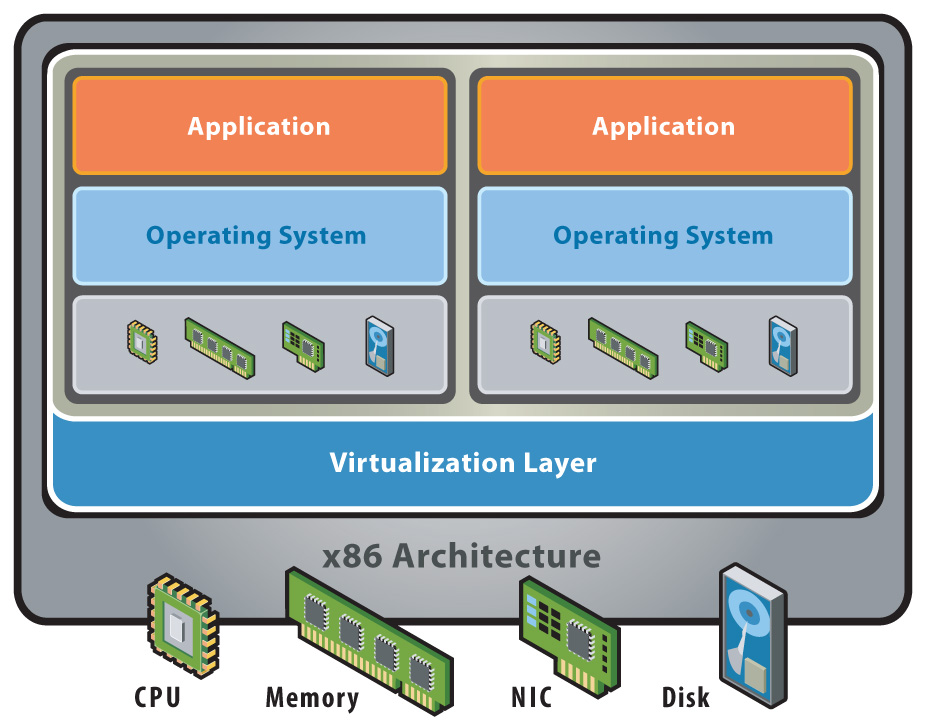 Application
Application
Operating System
Operating System
Virtualization Layer
x86 Architecture
CPU
Memory
NIC
Disk